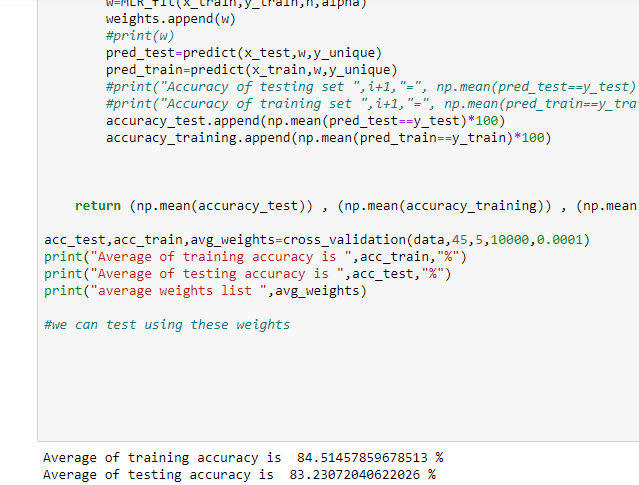 w=MLR_fit(x_train,y_train,n,alpha)
weights.append(w)
#print(w)
pred_test=predict(x_test,w,y_unique)
pred_train=predict(x_train,w,y_unique)
#print("Accuracy of testing set ",i+1,"=", np.mean(pred_test==y_test)*
#print("Accuracy of training set ",i+1,"=", np.mean(pred_train==y_tra
accuracy_test.append(np.mean(pred_test==y_test)*100)
accuracy_training.append(np.mean(pred_train==y_train)*100)
return (np.mean(accuracy_test)) , (np.mean(accuracy_training)) , (np.mean
acc_test,acc_train,avg_weights=cross_validation(data,45,5,10000,0.0001)
print("Average of training accuracy is ",acc_train,"%")
print("Average of testing accuracy is ",acc_test,"%")
print("average weights list ",avg_weights)
#we can test using these weights
Average of training accuracy is  84.51457859678513 %
Average of testing accuracy is  83.23072040622026 %